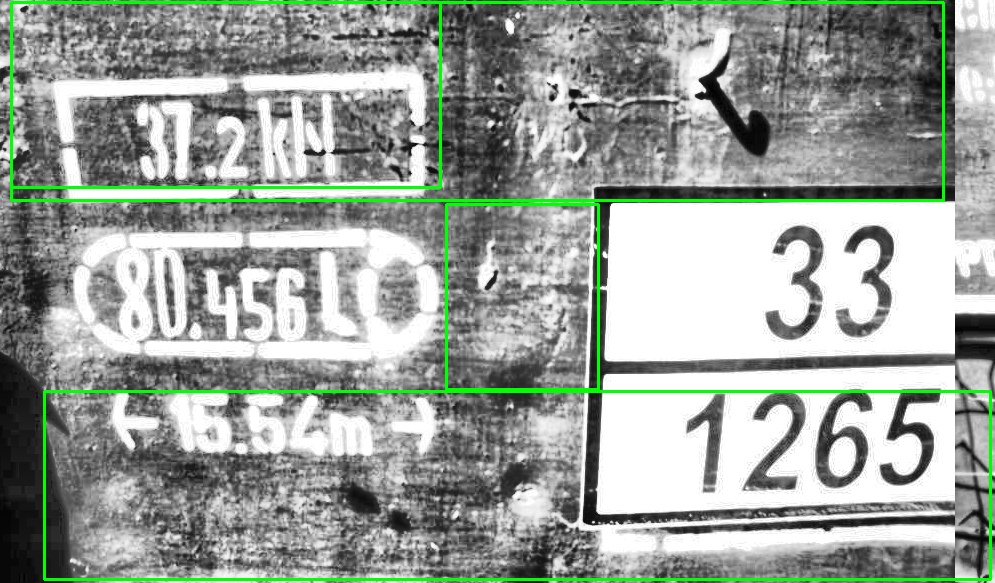 37.2 kN
80.456 L
33
← 15.54m →
1265